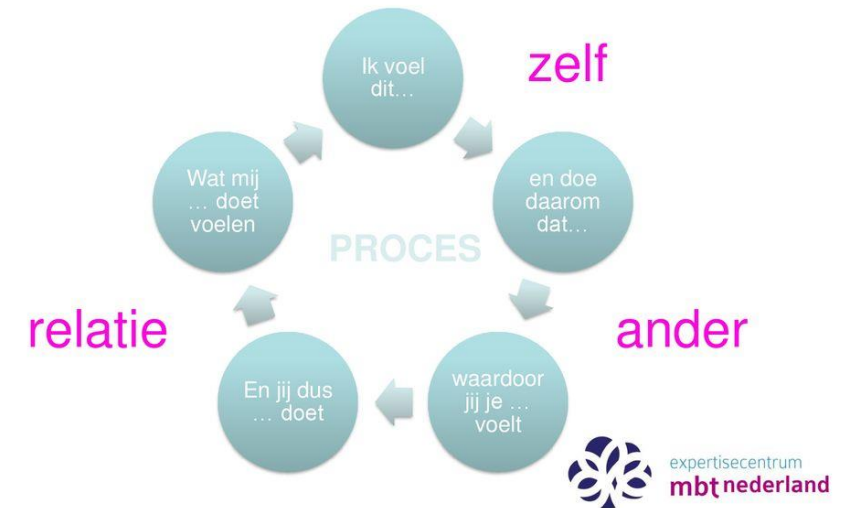 Ik voel
dit…
zelf
en doe
daarom
dat…
ander
waardoor
jij je …
voelt
En jij dus
… doet
relatie
Wat mij
… doet
voelen
PROCES
expertisecentrum
mbt nederland